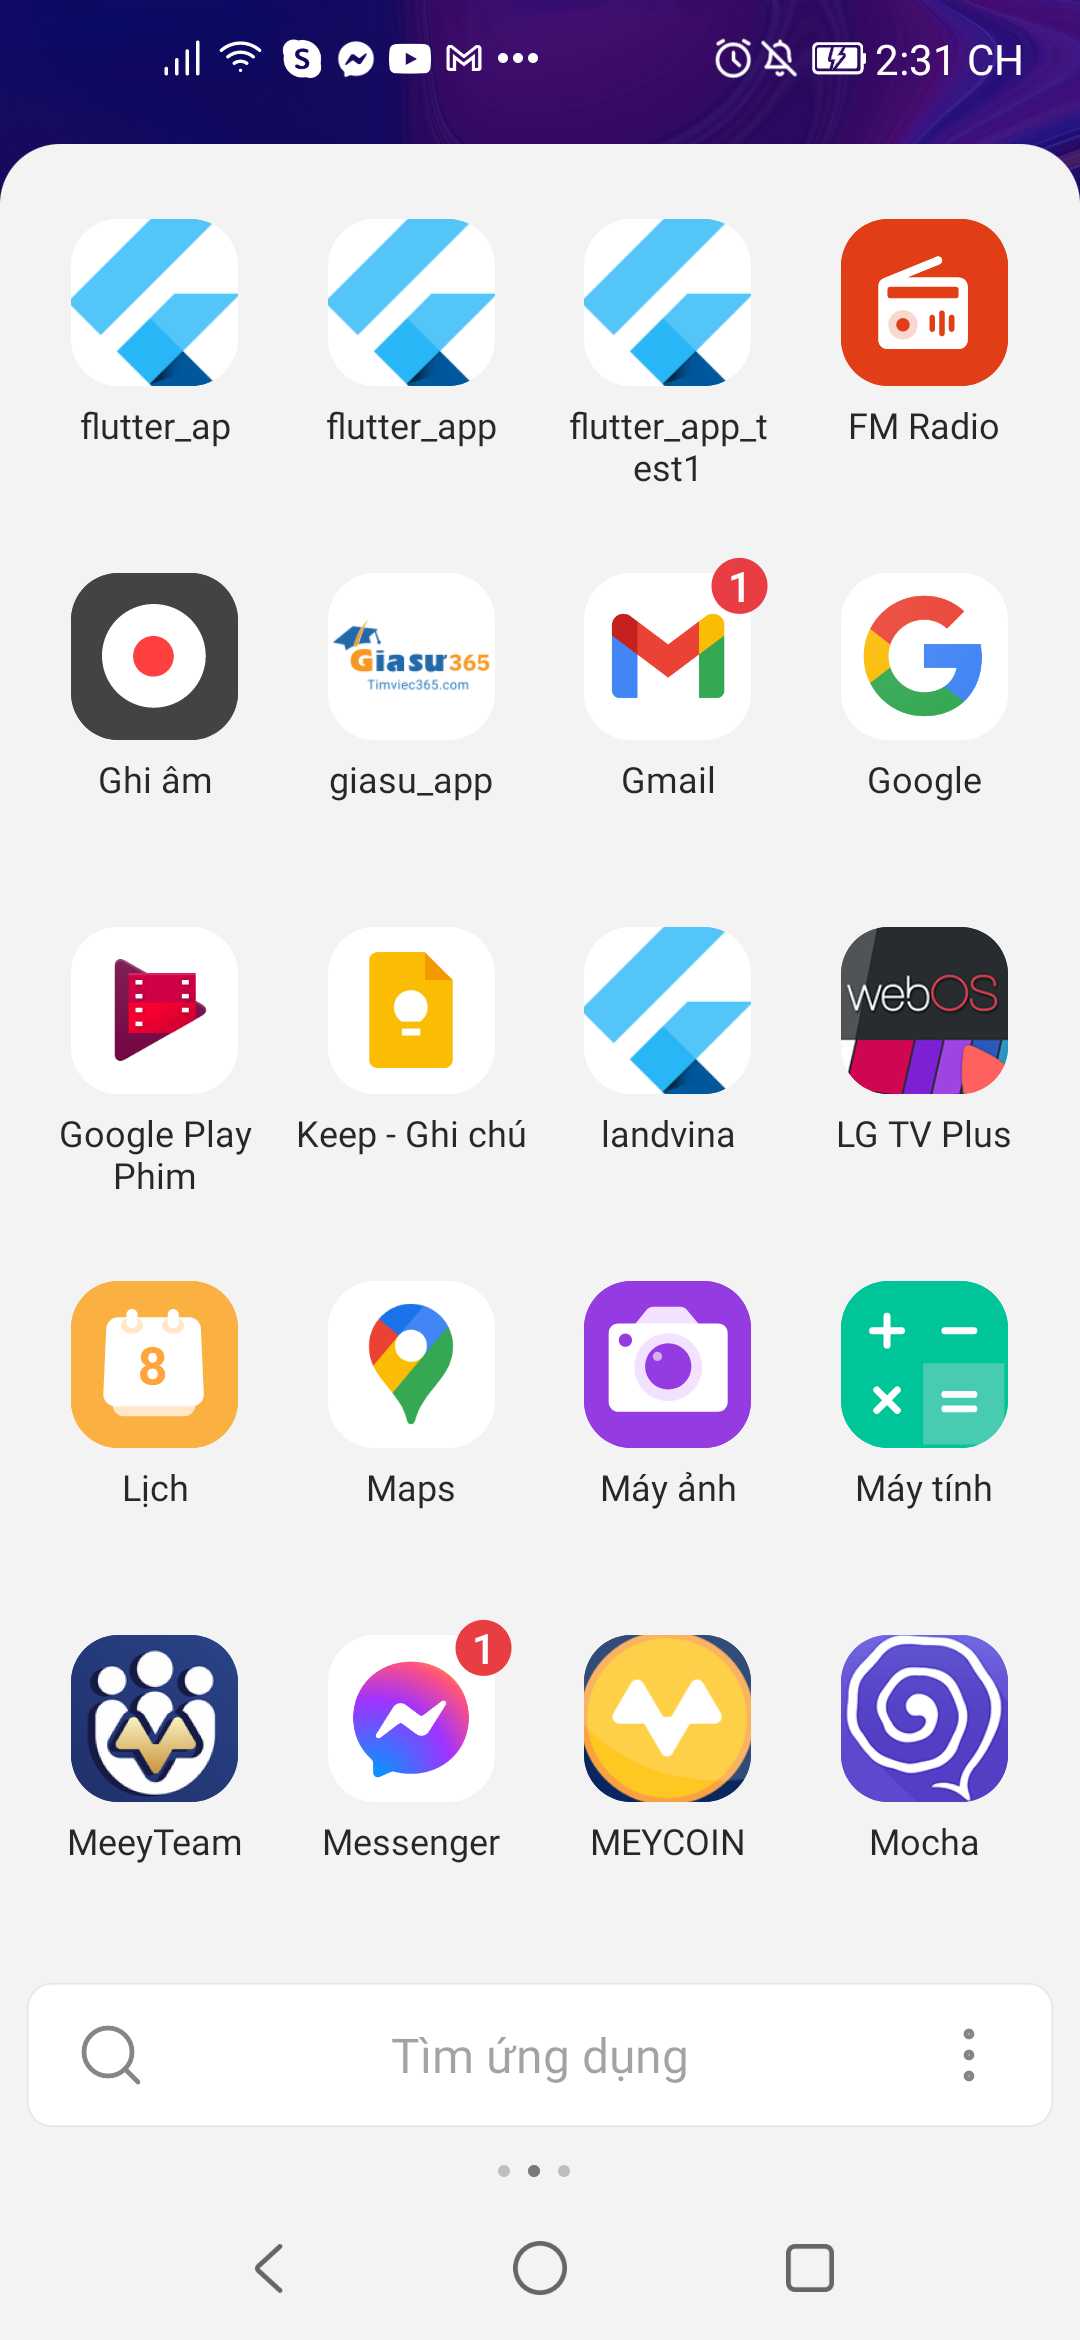 2:31 CH
flutter_ap
flutter_app
flutter_app_t
est1
FM Radio
1
Giasu365
Timviec365.com
Ghi âm
giasu_app
Gmail
Google
webOS
Google Play
Phim
Keep - Ghi chú
landvina
LG TV Plus
8
Lịch
Maps
Máy ảnh
Máy tính
1
MeeyTeam
Messenger
MEYCOIN
Mocha
Tìm ứng dụng